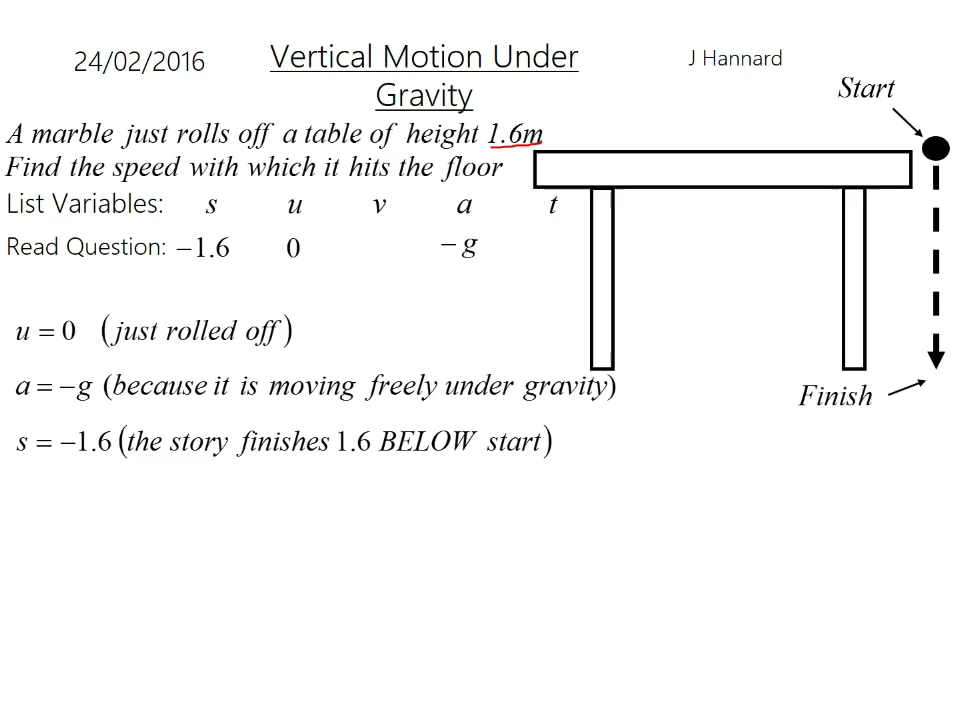 24/02/2016
Vertical Motion Under
Gravity
J Hannard
Start
A marble just rolls off a table of height 1.6m
Find the speed with which it hits the floor
List Variables: s u v a t
Read Question: −1.6 0 −g
u = 0 (just rolled off)
a = −g (because it is moving freely under gravity)
Finish
s = −1.6 (the story finishes 1.6 BELOW start)